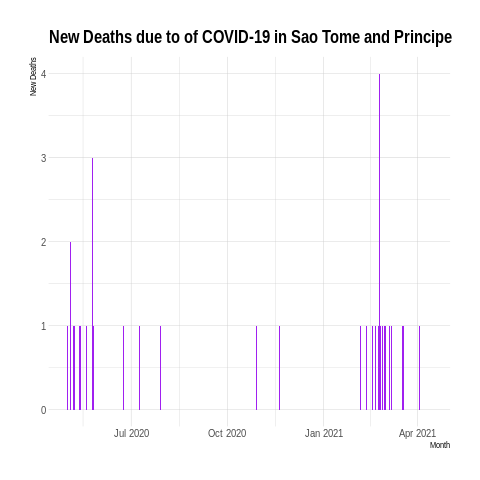 New Deaths due to of COVID-19 in Sao Tome and Principe
New Deaths
4
3
2
1
0
Jul 2020 Oct 2020 Jan 2021 Apr 2021
Month